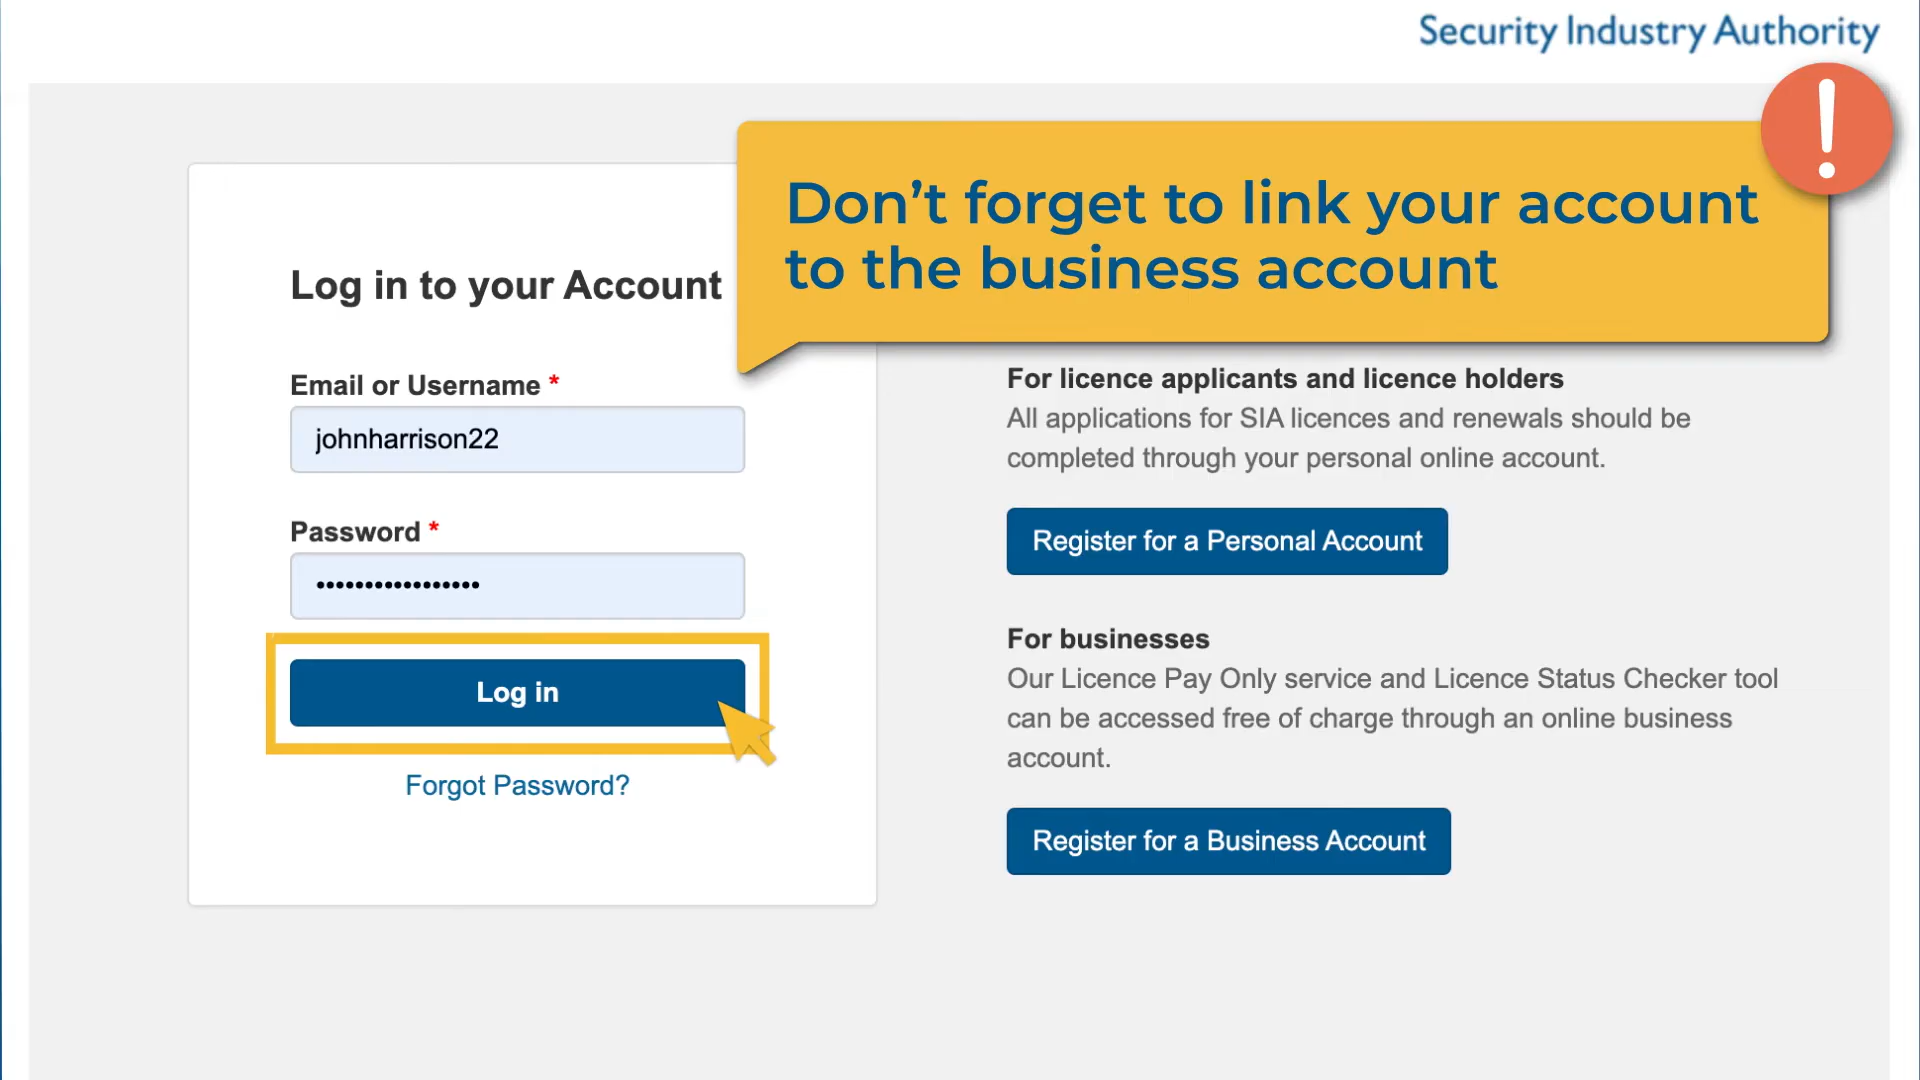 Security Industry Authority
!
Don’t forget to link your account
to the business account
Log in to your Account
Email or Username *
johnharrison22
Password *
•••••••••••••••••
Log in
Forgot Password?
For licence applicants and licence holders
All applications for SIA licences and renewals should be
completed through your personal online account.
Register for a Personal Account
For businesses
Our Licence Pay Only service and Licence Status Checker tool
can be accessed free of charge through an online business
account.
Register for a Business Account